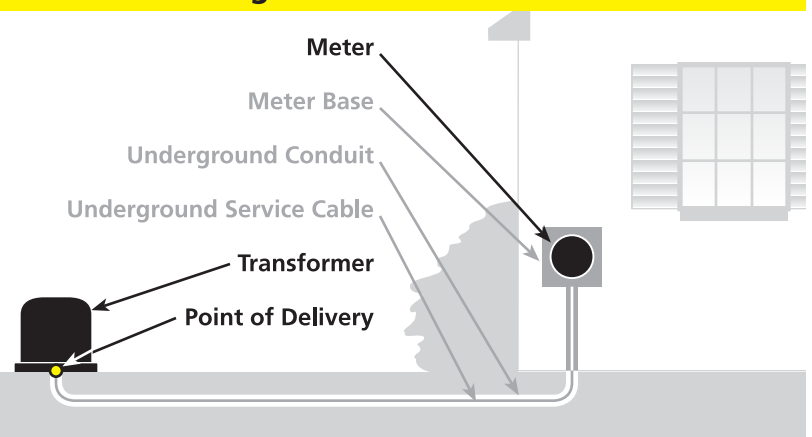 Meter
Meter Base
Underground Conduit
Underground Service Cable
Transformer
Point of Delivery